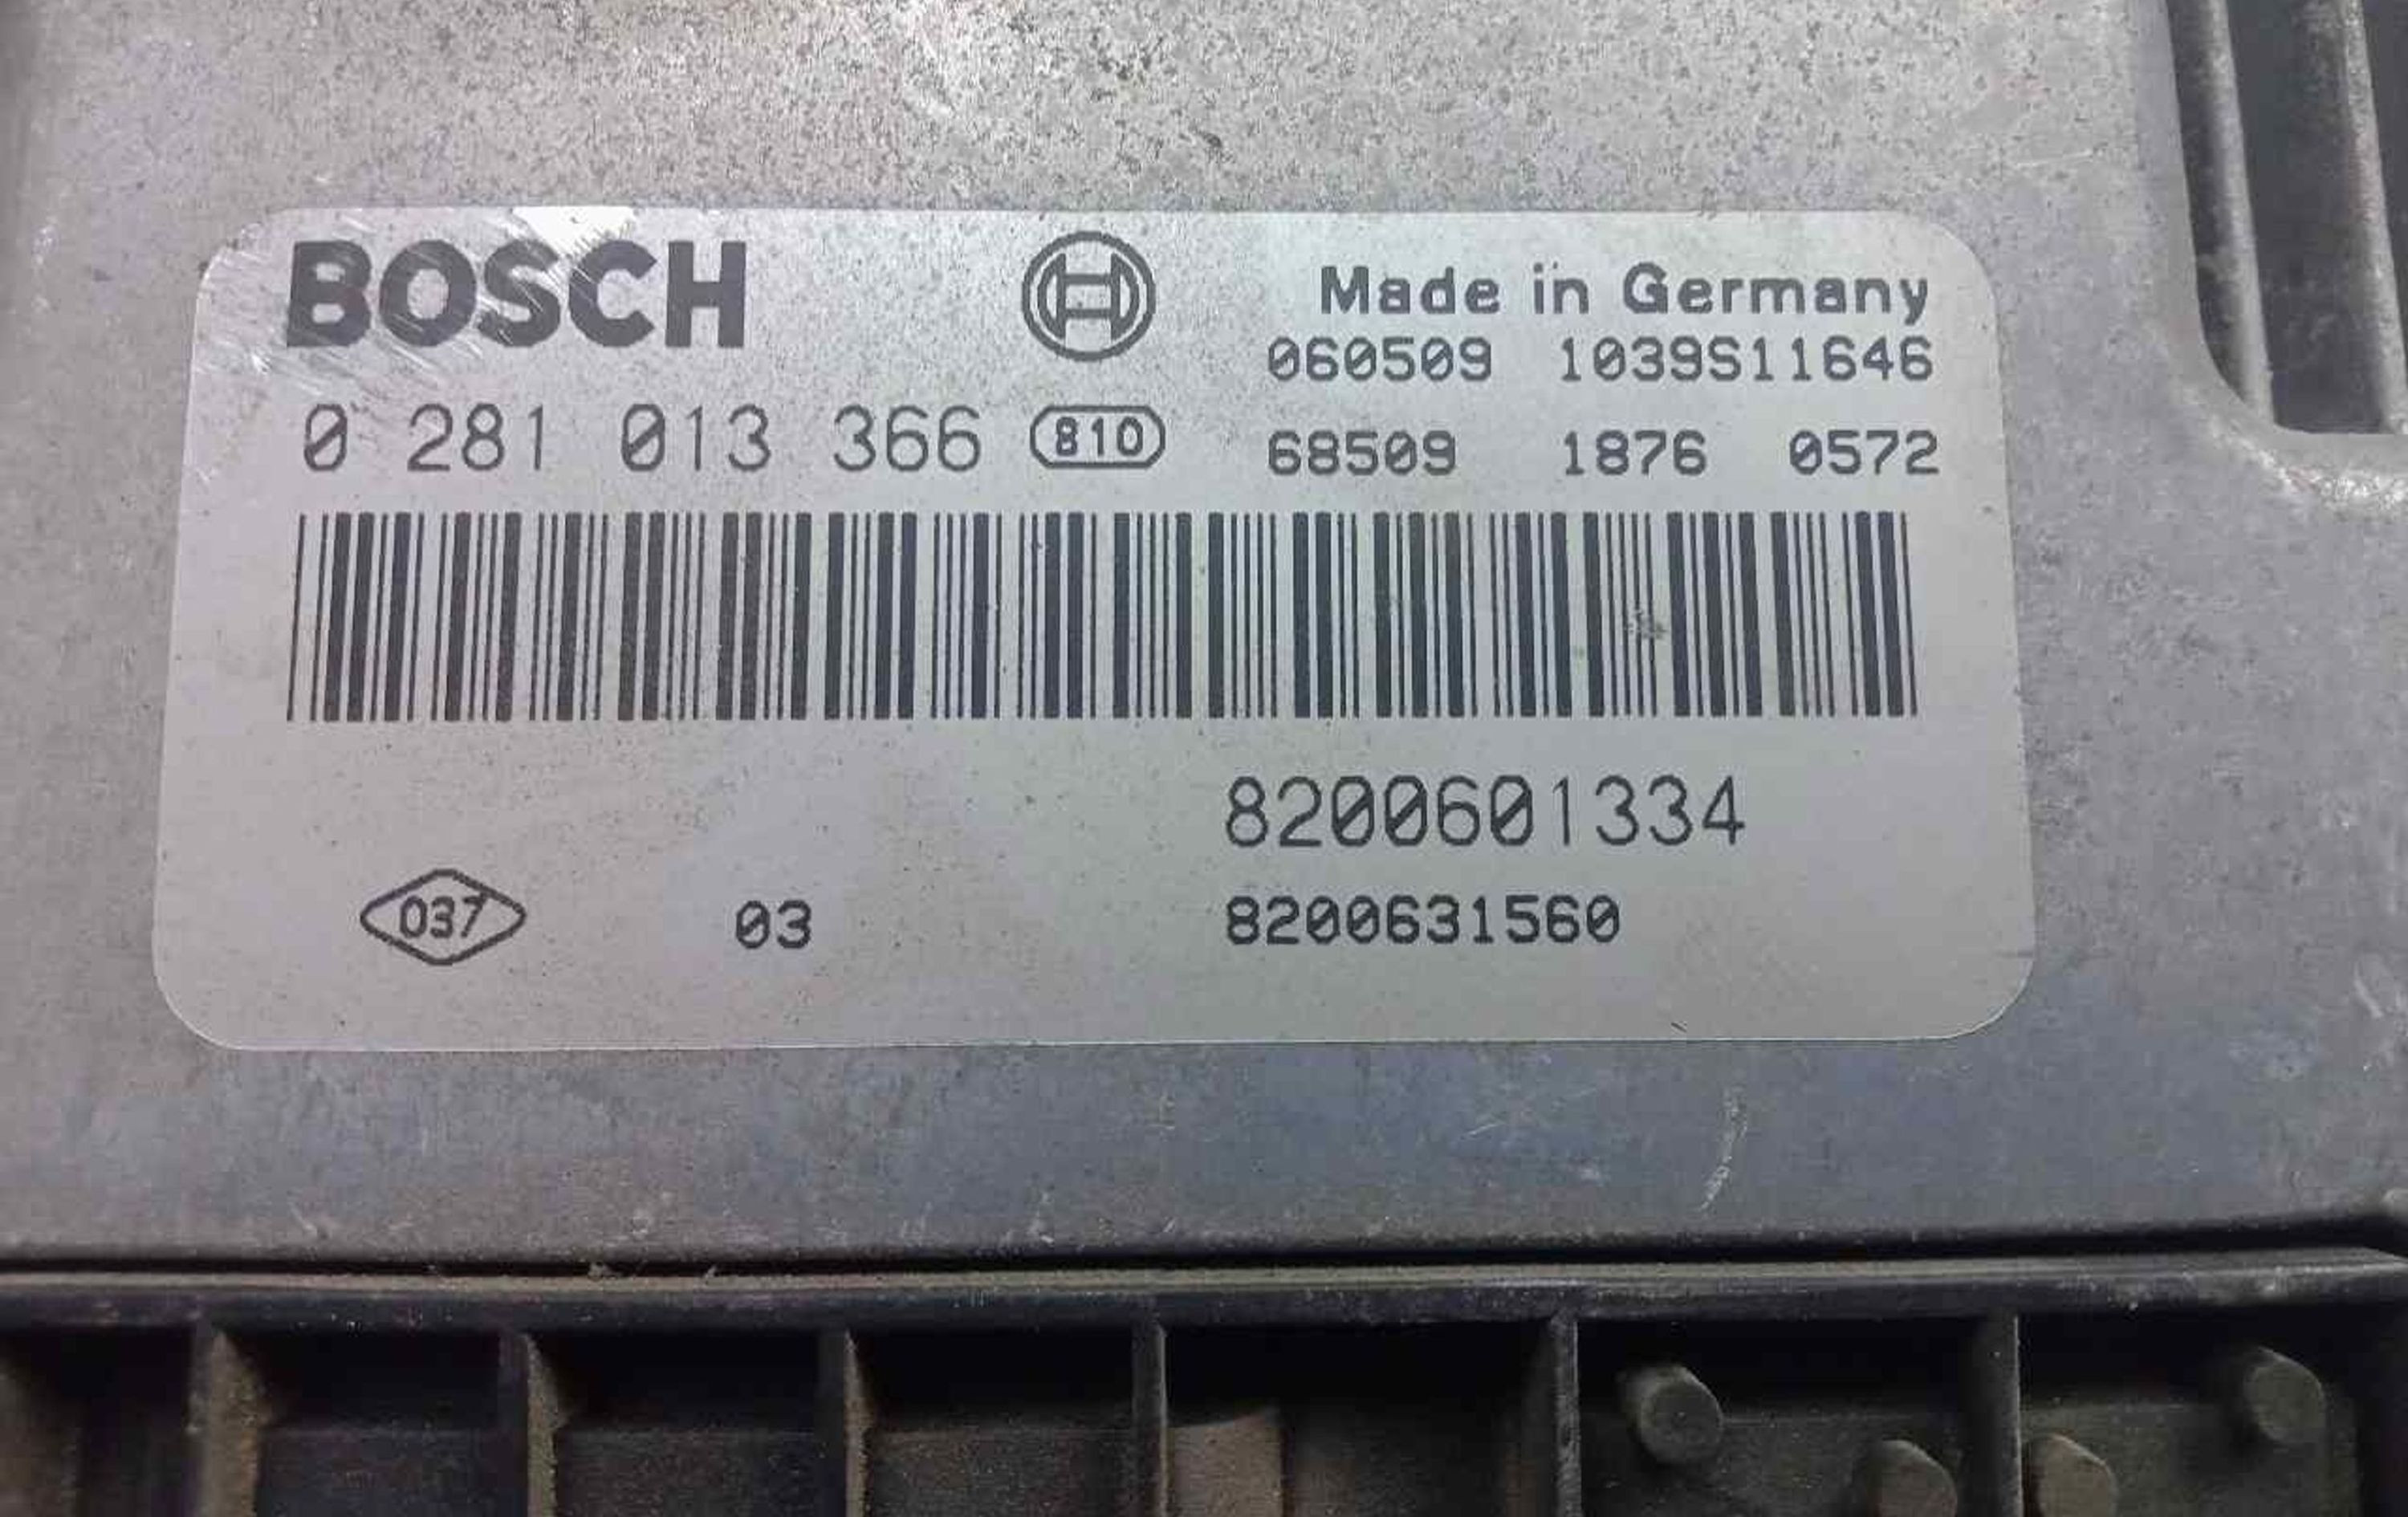 BOSCH
Made in Germany
060509 1039S11646
0 281 013 366 810
68509 1876 0572
8200601334
037 03 8200631560